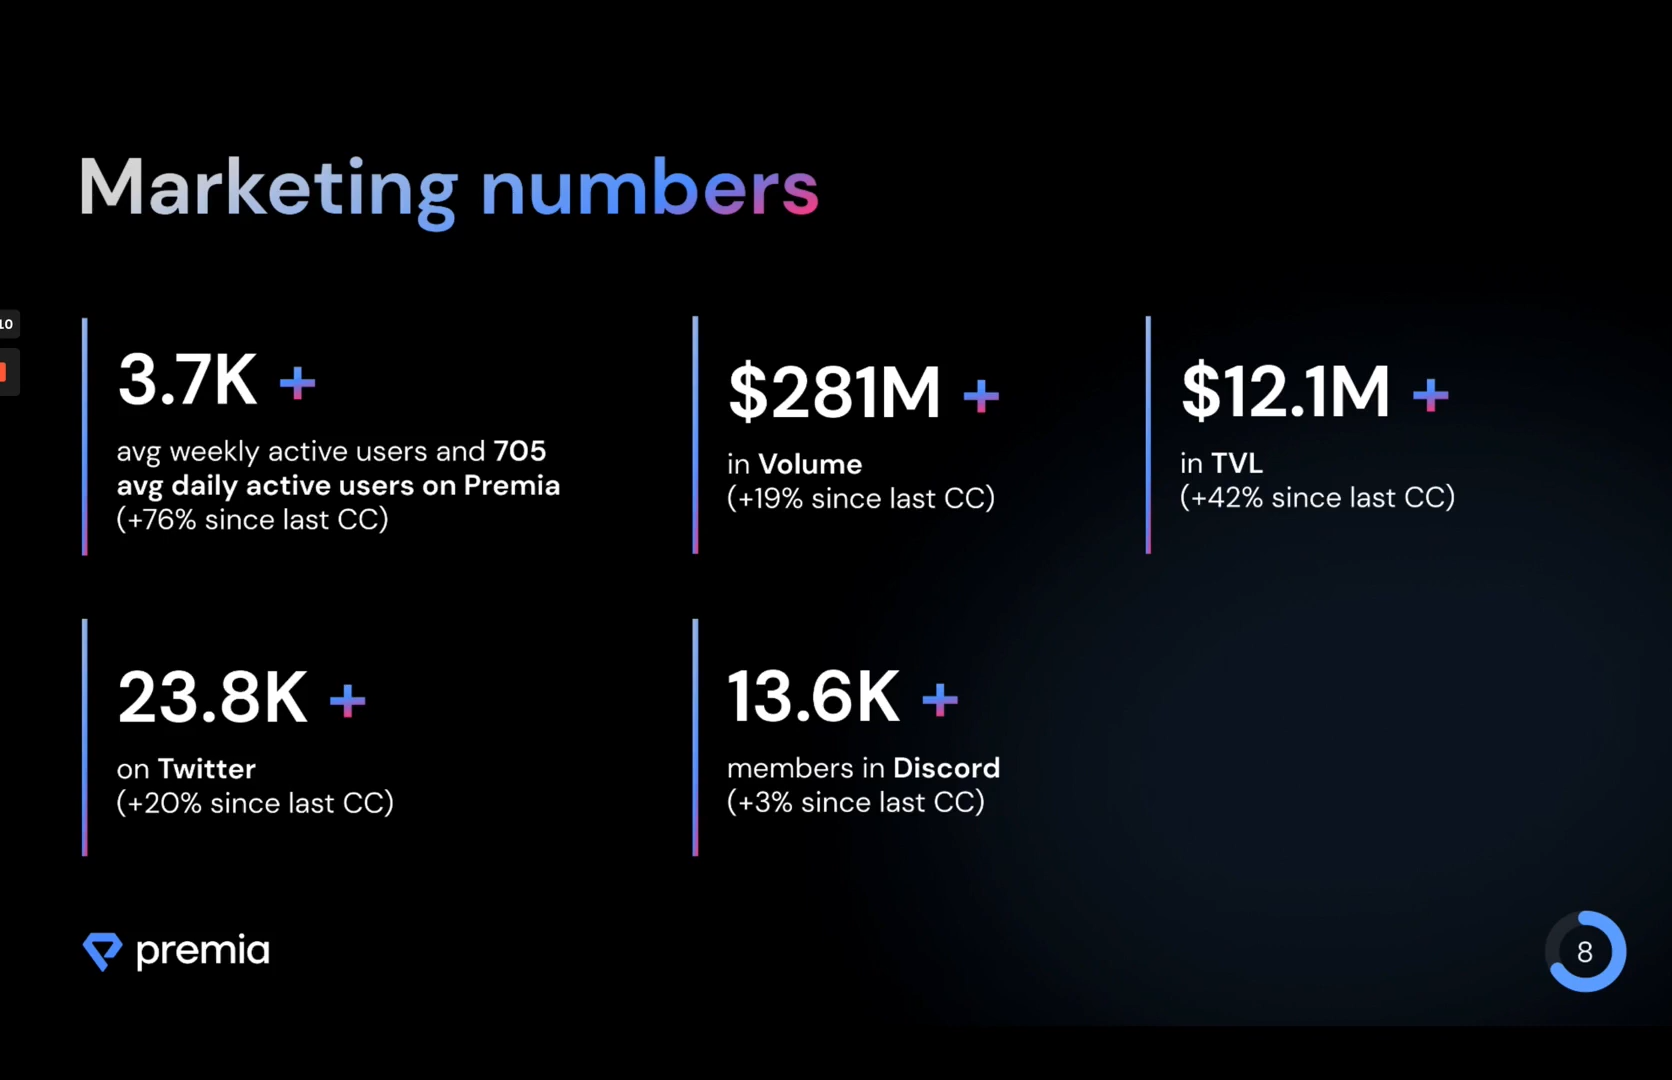 Marketing numbers
10
3.7K +
avg weekly active users and 705
avg daily active users on Premia
(+76% since last CC)
$281M +
in Volume
(+19% since last CC)
$12.1M +
in TVL
(+42% since last CC)
23.8K +
on Twitter
(+20% since last CC)
13.6K +
members in Discord
(+3% since last CC)
premia
8